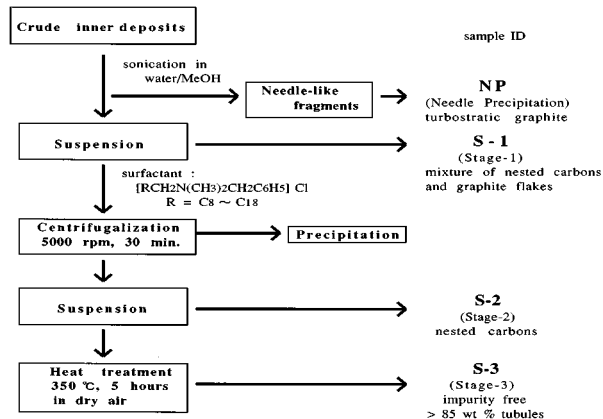 Crude inner deposits
sample ID
sonication in
water/MeOH
Needle-like
fragments
NP
(Needle Precipitation)
turbostratic graphite
Suspension
S - 1
(Stage-1)
mixture of nested carbons
and graphite flakes
surfactant :
[RCH2N(CH3)2CH2C6H5] Cl
R = C8 ~ C18
Centrifugalization
5000 rpm, 30 min.
Precipitation
Suspension
S-2
(Stage-2)
nested carbons
Heat treatment
350 ℃, 5 hours
in dry air
S-3
(Stage-3)
impurity free
> 85 wt % tubules